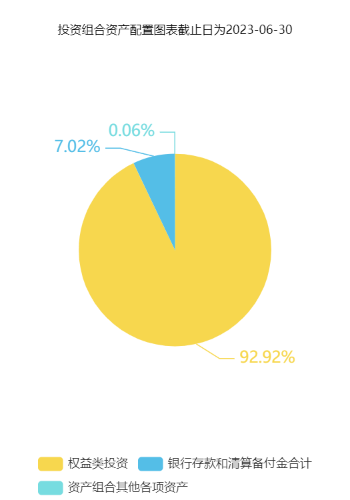 投资组合资产配置图表截止日为2023-06-30
0.06%
7.02%
92.92%
权益类投资 银行存款和清算备付金合计
资产组合其他各项资产